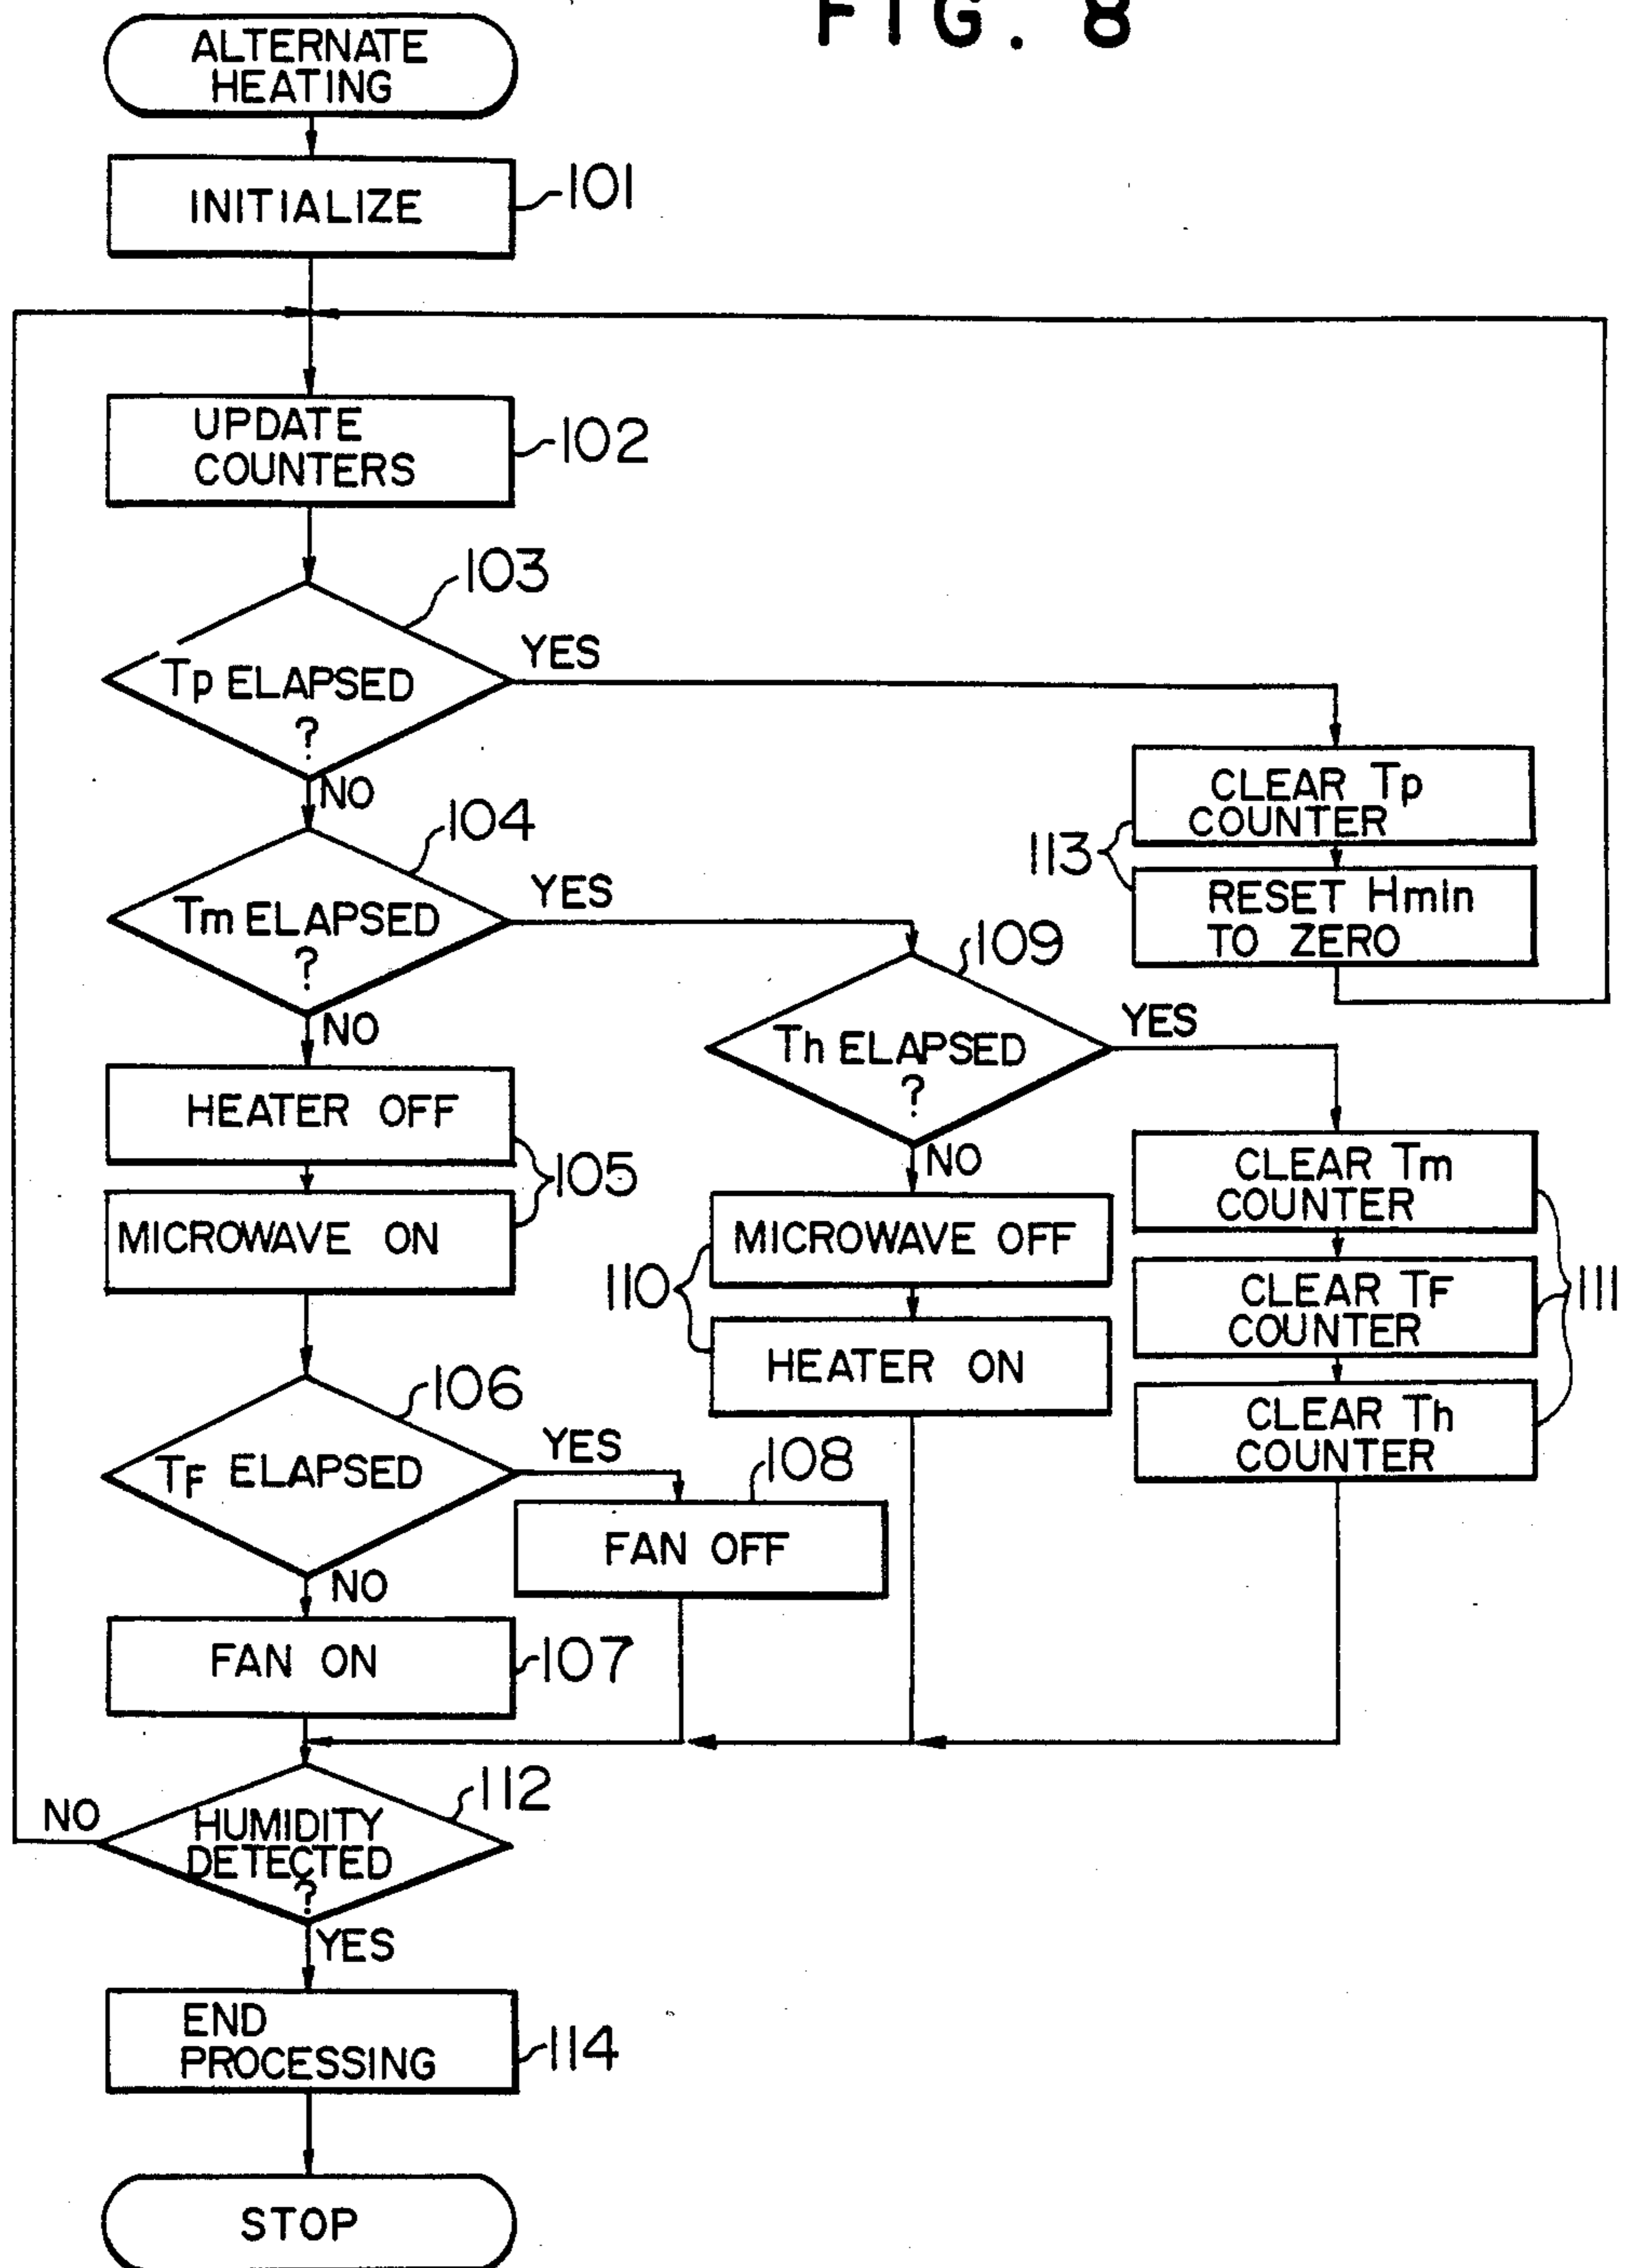 FIG. 8
ALTERNATE
HEATING
INITIALIZE
101
UPDATE
COUNTERS
102
103
Tp ELAPSED
?
YES
NO
CLEAR Tp
COUNTER
RESET Hmin
TO ZERO
113
104
Tm ELAPSED
?
YES
NO
109
Th ELAPSED
?
YES
NO
HEATER OFF
MICROWAVE ON
105
MICROWAVE OFF
HEATER ON
110
CLEAR Tm
COUNTER
CLEAR TF
COUNTER
CLEAR Th
COUNTER
111
106
TF ELAPSED
YES
NO
108
FAN OFF
FAN ON
107
112
HUMIDITY
DETECTED
?
NO
YES
END
PROCESSING
114
STOP